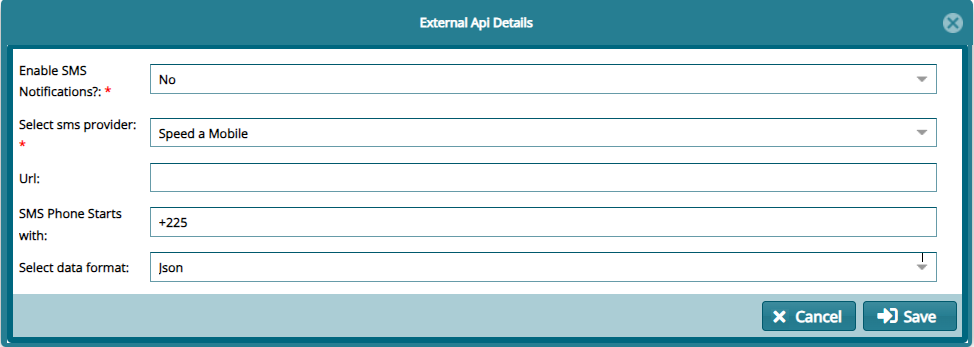 External Api Details
Enable SMS
Notifications?: *
No
Select sms provider:
*
Speed a Mobile
Url:
SMS Phone Starts
with:
+225
Select data format:
Json
Cancel
Save